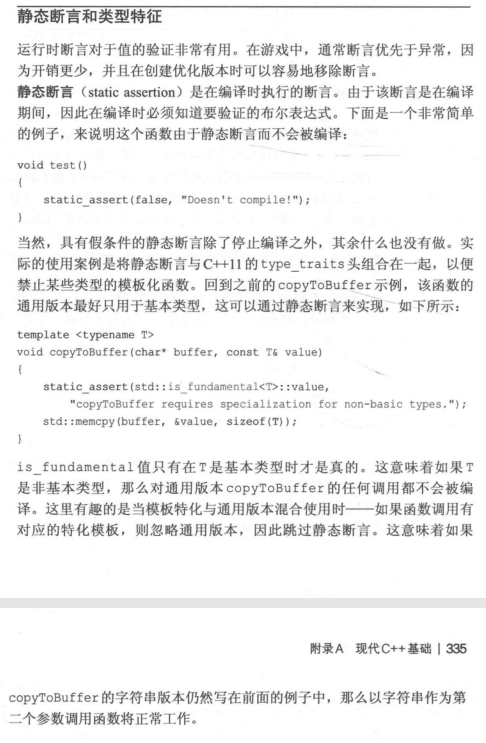 静态断言和类型特征
运行时断言对于值的验证非常有用。在游戏中，通常断言优先于异常，因
为开销更少，并且在创建优化版本时可以容易地移除断言。
静态断言（static assertion）是在编译时执行的断言。由于该断言是在编译
期间，因此在编译时必须知道要验证的布尔表达式。下面是一个非常简单
的例子，来说明这个函数由于静态断言而不会被编译：
void test()
{
    static_assert(false, "Doesn't compile!");
}
当然，具有假条件的静态断言除了停止编译之外，其余什么也没有做。实
际的使用案例是将静态断言与C++11的type_traits头组合在一起，以便
禁止某些类型的模板化函数。回到之前的copyToBuffer示例，该函数的
通用版本最好只用于基本类型，这可以通过静态断言来实现，如下所示：
template <typename T>
void copyToBuffer(char* buffer, const T& value)
{
    static_assert(std::is_fundamental<T>::value,
        "copyToBuffer requires specialization for non-basic types.");
    std::memcpy(buffer, &value, sizeof(T));
}
is_fundamental值只有在T是基本类型时才是真的。这意味着如果T
是非基本类型，那么对通用版本copyToBuffer的任何调用都不会被编
译。这里有趣的是当模板特化与通用版本混合使用时——如果函数调用有
对应的特化模板，则忽略通用版本，因此跳过静态断言。这意味着如果
附录A 现代C++基础 | 335
copyToBuffer的字符串版本仍然写在前面的例子中，那么以字符串作为第
二个参数调用函数将正常工作。